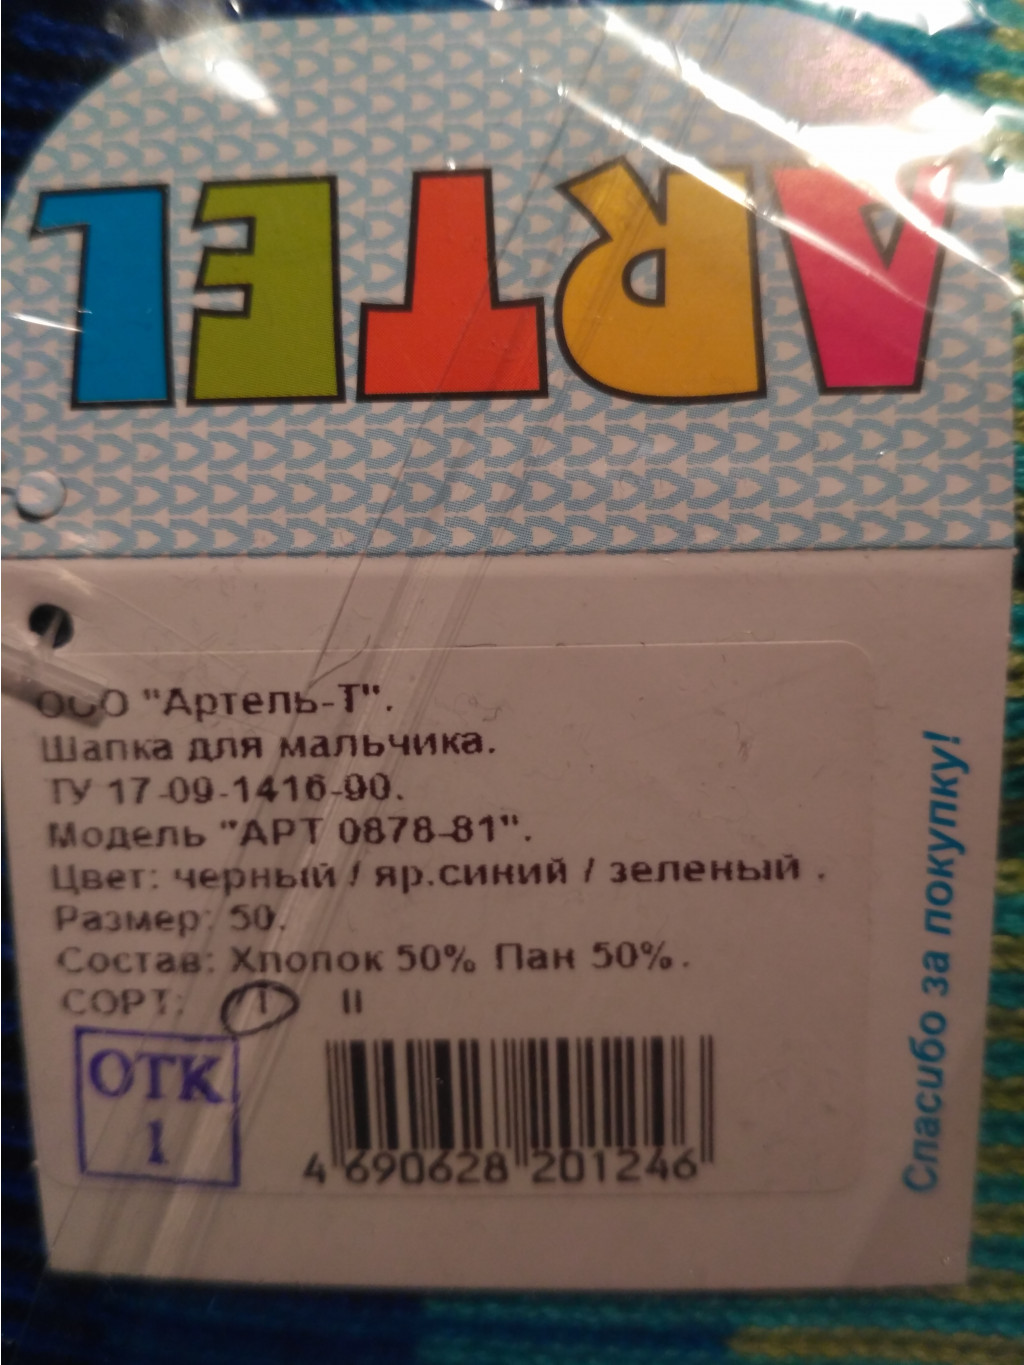 ARTEL
ООО "Артель-Т".
Шапка для мальчика.
ТУ 17-09-1416-90.
Модель "АРТ 0878-81".
Цвет: черный / яр.синий / зеленый .
Размер: 50.
Состав: Хлопок 50% Пан 50%.
СОРТ: I II
ОТК
1
4 690628 201246
Спасибо за покупку!